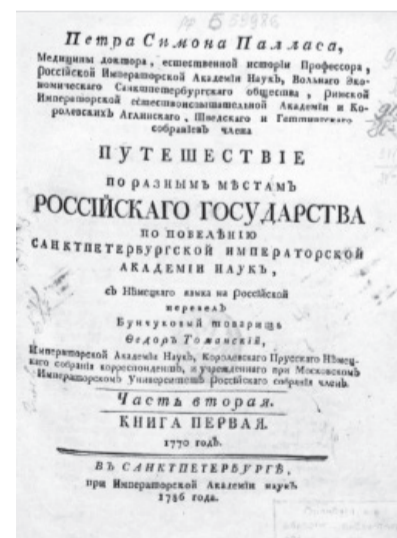 Петра Симона Палласа,
Медицины доктора, естественной исторіи Профессора,
Россійской Императорской Академіи Наукъ, Вольнаго Эко-
номическаго Санктпетербургскаго общества, Римской
Императорской естествоиспытательной Академіи и Ко-
ролевскихъ Аглинскаго, Шведскаго и Геттингскаго
собраніевъ члена
ПУТЕШЕСТВІЕ
ПО РАЗНЫМЪ МѢСТАМЪ
РОССІЙСКАГО ГОСУДАРСТВА
ПО ПОВЕЛѢНІЮ
САНКТПЕТЕРБУРГСКОЙ ИМПЕРАТОРСКОЙ
АКАДЕМІИ НАУКЪ,
съ Нѣмецкаго языка на Россійской
перевелъ
Бунчуковый товарищъ
Ѳедоръ Томанскій,
Императорской Академіи Наукъ, Королевскаго Прусскаго Нѣмец-
каго собранія корреспондентъ, и учрежденнаго при Московскомъ
Императорскомъ Университетѣ Россійскаго собранія членъ.
Часть вторая.
КНИГА ПЕРВАЯ.
1770 годъ.
ВЪ САНКТПЕТЕРБУРГѢ,
при Императорской Академіи наукъ
1786 года.